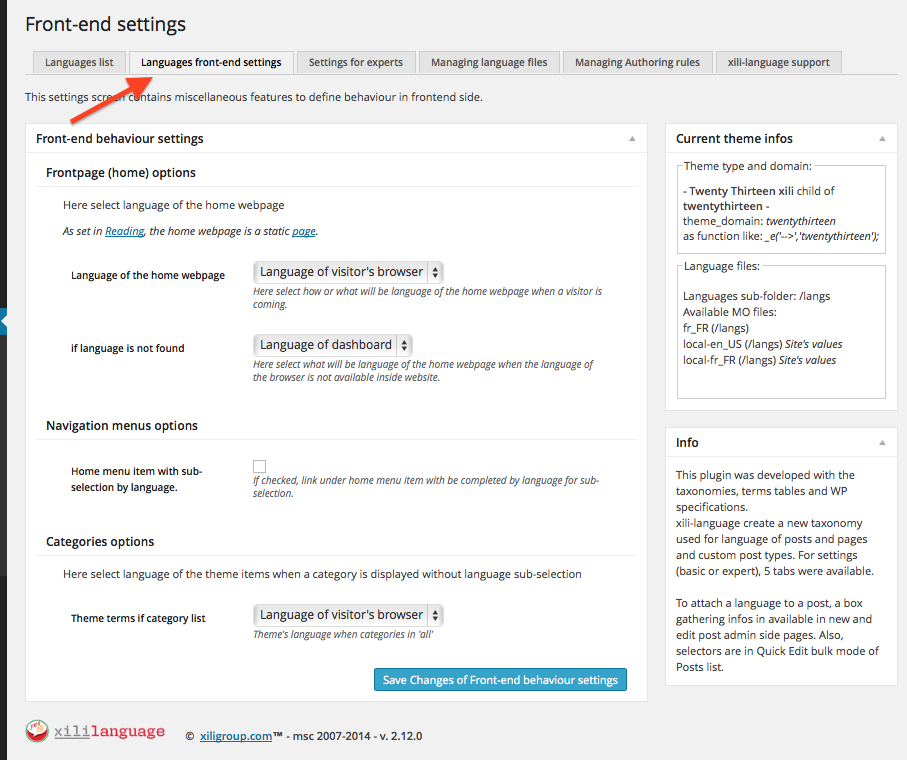 Front-end settings
Languages list
Languages front-end settings
Settings for experts
Managing language files
Managing Authoring rules
xili-language support
This settings screen contains miscellaneous features to define behaviour in frontend side.
Front-end behaviour settings
Frontpage (home) options
Here select language of the home webpage
As set in Reading, the home webpage is a static page.
Language of the home webpage
Language of visitor's browser
Here select how or what will be language of the home webpage when a visitor is
coming.
if language is not found
Language of dashboard
Here select what will be language of the home webpage when the language of
the browser is not available inside website.
Navigation menus options
Home menu item with sub-
selection by language.
If checked, link under home menu item with be completed by language for sub-
selection.
Categories options
Here select language of the theme items when a category is displayed without language sub-selection
Theme terms if category list
Language of visitor's browser
Theme's language when categories in 'all'
Save Changes of Front-end behaviour settings
Current theme infos
Theme type and domain:
- Twenty Thirteen xili child of
twentythirteen -
theme_domain: twentythirteen
as function like: _e('-->','twentythirteen');
Language files:
Languages sub-folder: /langs
Available MO files:
fr_FR (/langs)
local-en_US (/langs) Site's values
local-fr_FR (/langs) Site's values
Info
This plugin was developed with the
taxonomies, terms tables and WP
specifications.
xili-language create a new taxonomy
used for language of posts and pages
and custom post types. For settings
(basic or expert), 5 tabs were available.
To attach a language to a post, a box
gathering infos in available in new and
edit post admin side pages. Also,
selectors are in Quick Edit bulk mode of
Posts list.
xililanguage
© xiligroup.com™ - msc 2007-2014 - v. 2.12.0